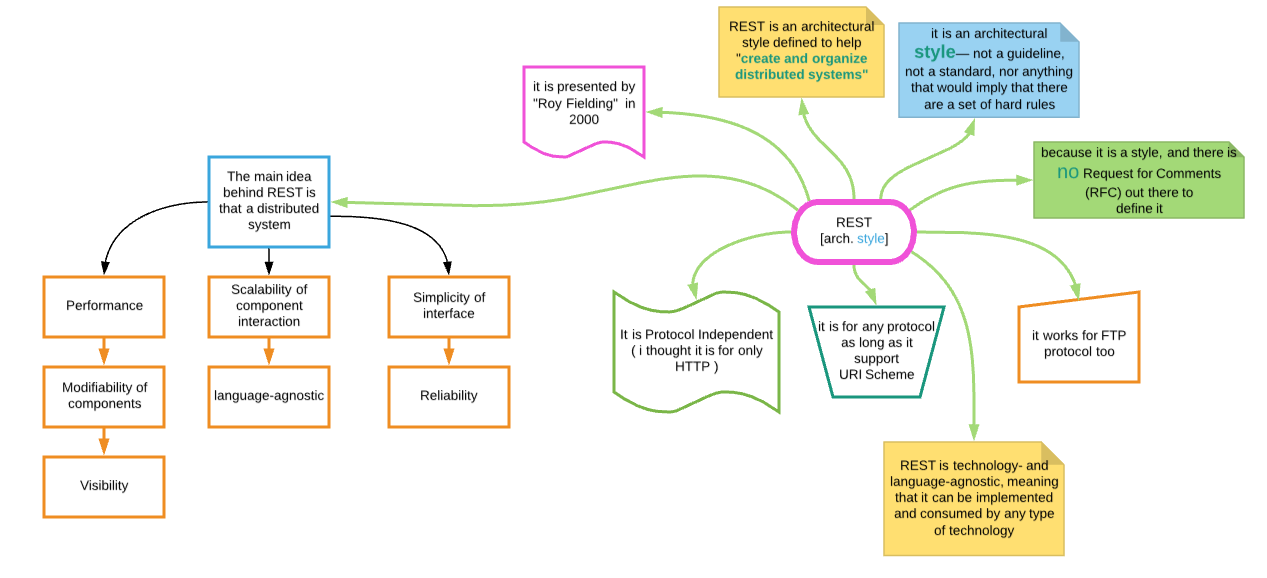 REST is an architectural
style defined to help
"create and organize
distributed systems"
it is an architectural
style— not a guideline,
not a standard, nor anything
that would imply that there
are a set of hard rules
it is presented by
"Roy Fielding" in
2000
because it is a style, and there is
no Request for Comments
(RFC) out there to
define it
The main idea
behind REST is
that a distributed
system
REST
[arch. style]
Performance
Scalability of
component
interaction
Simplicity of
interface
Modifiability of
components
language-agnostic
Reliability
Visibility
It is Protocol Independent
( i thought it is for only
HTTP )
it is for any protocol
as long as it
support
URI Scheme
it works for FTP
protocol too
REST is technology- and
language-agnostic, meaning
that it can be implemented
and consumed by any type
of technology